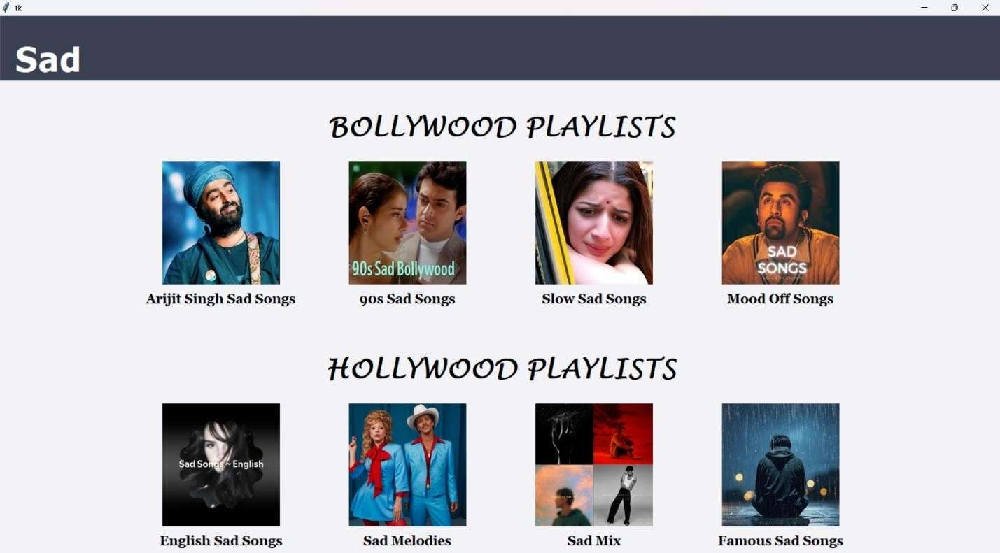 tk
Sad
BOLLYWOOD PLAYLISTS
90s Sad Bollywood
SAD
SONGS
Arijit Singh Sad Songs
90s Sad Songs
Slow Sad Songs
Mood Off Songs
HOLLYWOOD PLAYLISTS
Sad Songs ~ English
English Sad Songs
Sad Melodies
Sad Mix
Famous Sad Songs